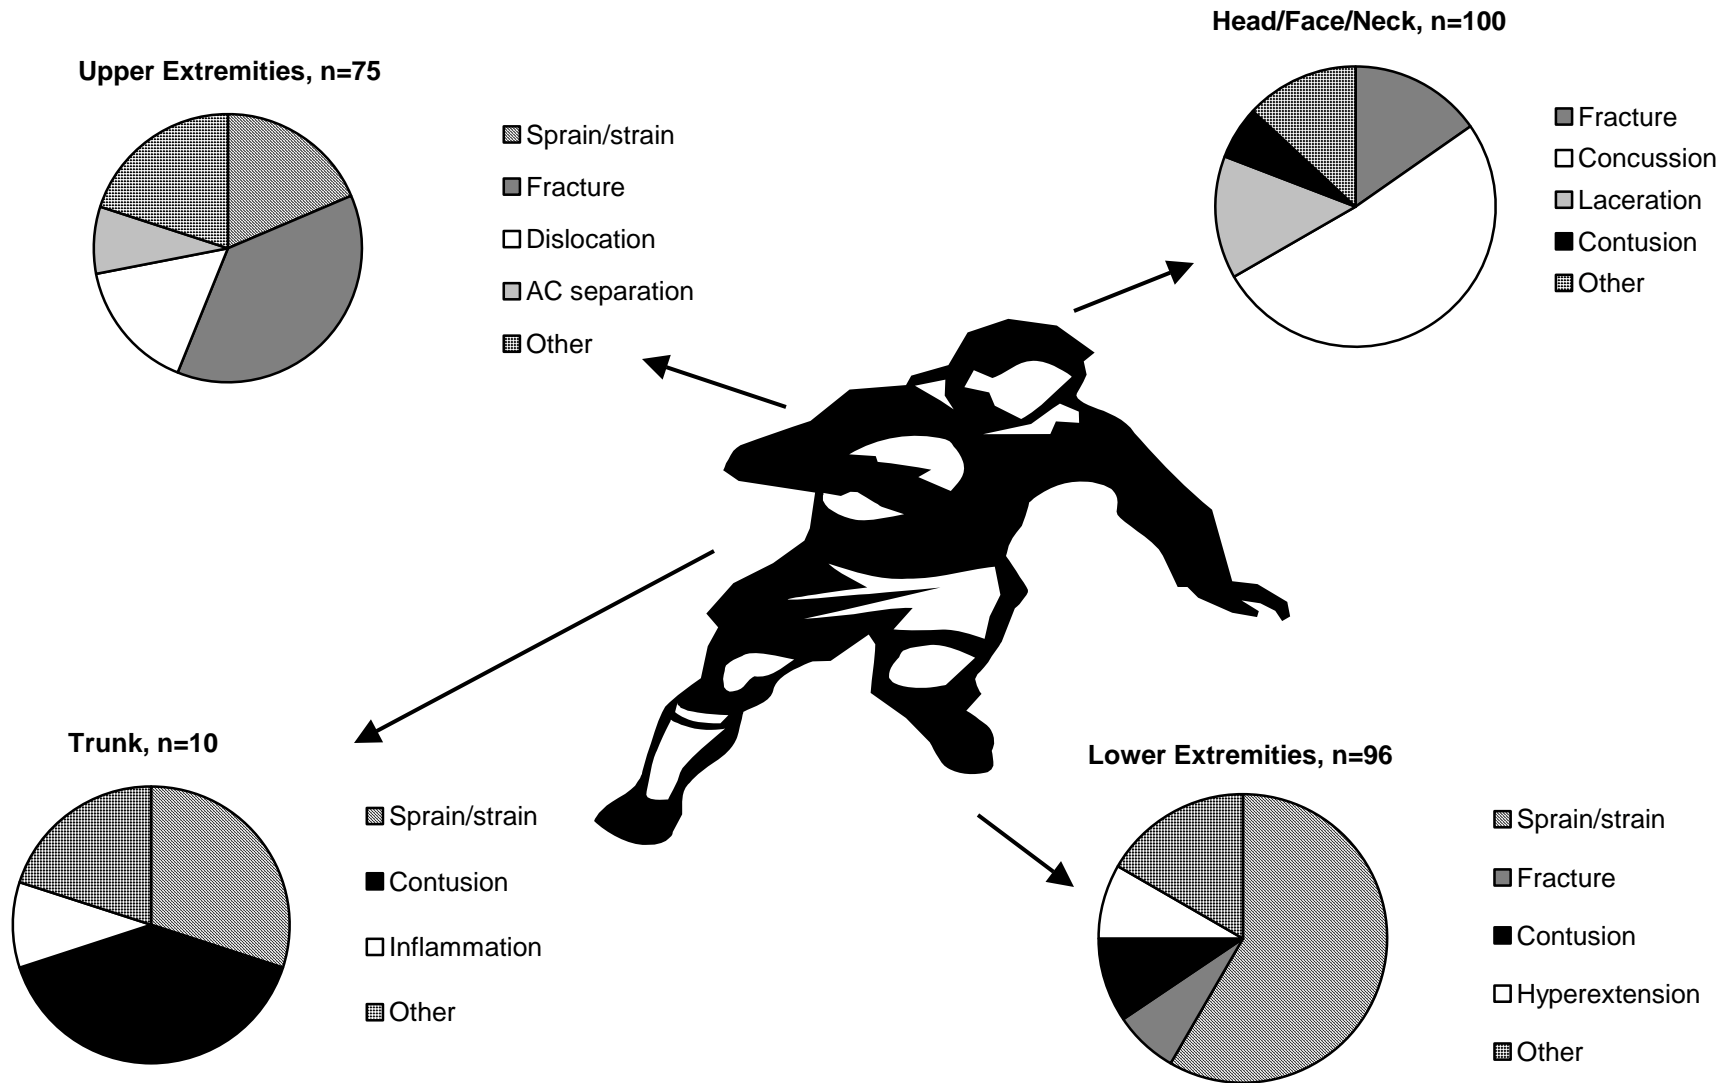 Head/Face/Neck, n=100
Fracture
Concussion
Laceration
Contusion
Other
Upper Extremities, n=75
Sprain/strain
Fracture
Dislocation
AC separation
Other
Trunk, n=10
Sprain/strain
Contusion
Inflammation
Other
Lower Extremities, n=96
Sprain/strain
Fracture
Contusion
Hyperextension
Other